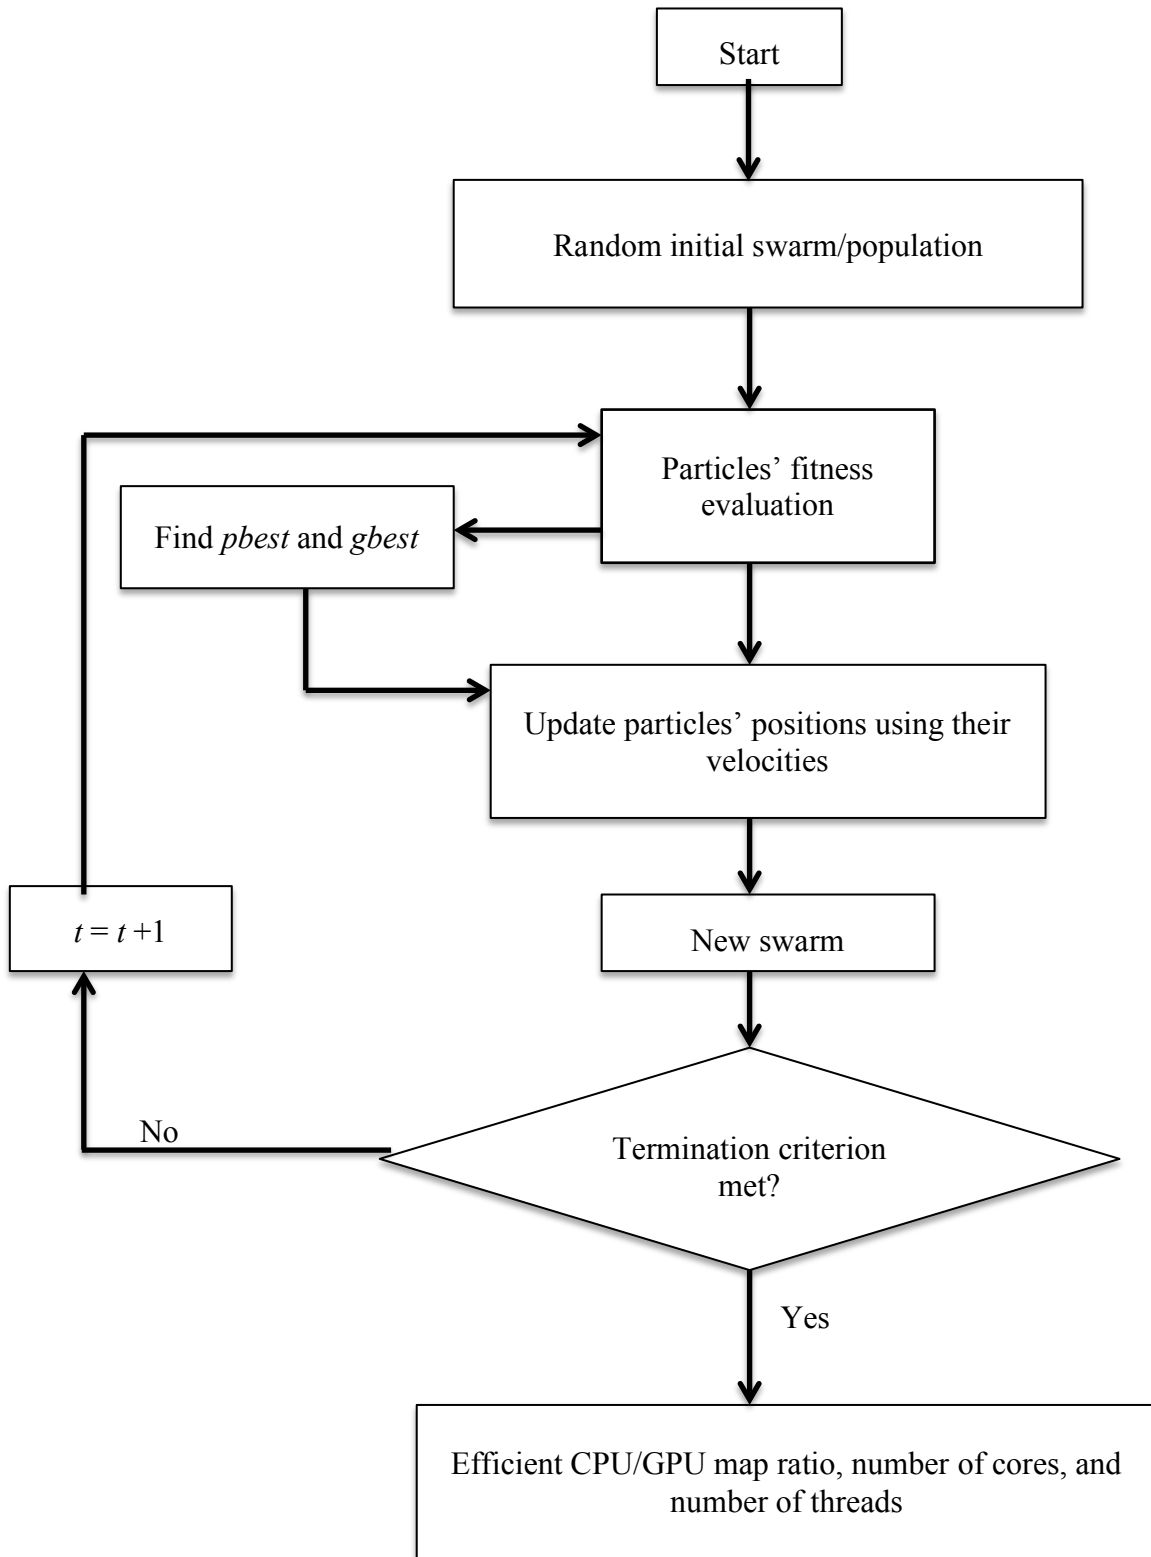 Start
Random initial swarm/population
Particles’ fitness
evaluation
Find pbest and gbest
Update particles’ positions using their
velocities
t = t +1
New swarm
No
Termination criterion
met?
Yes
Efficient CPU/GPU map ratio, number of cores, and
number of threads